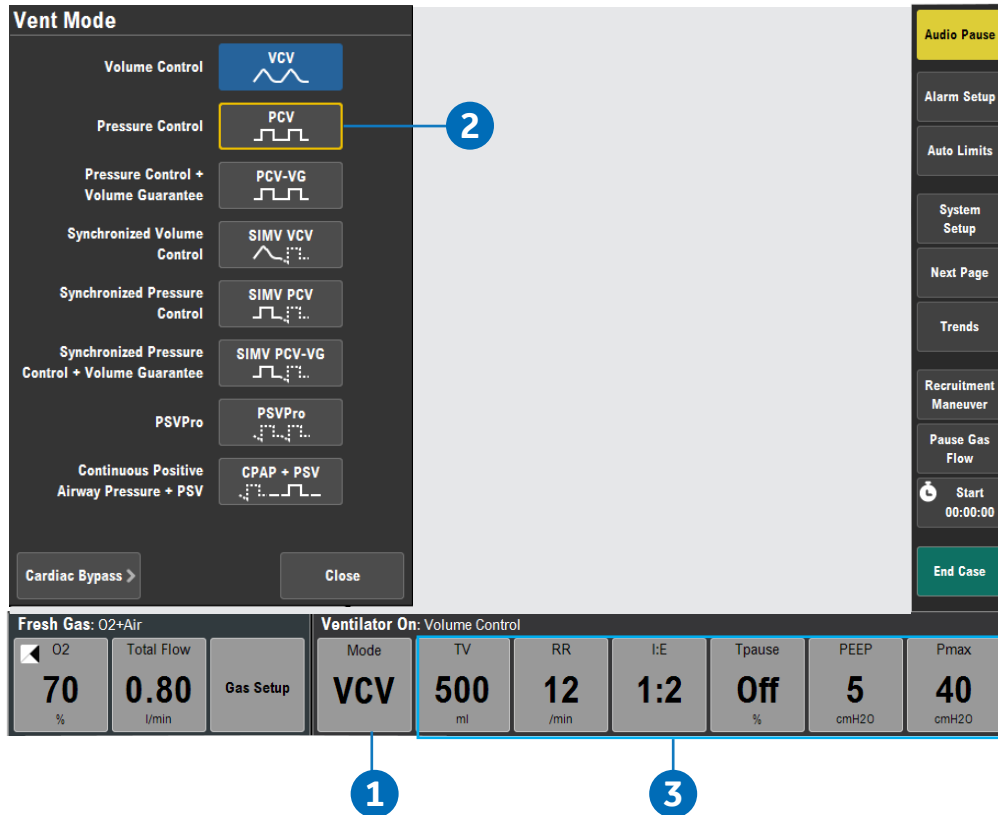 Vent Mode
Volume Control
VCV
Pressure Control
PCV
2
Pressure Control +
Volume Guarantee
PCV-VG
Synchronized Volume
Control
SIMV VCV
Synchronized Pressure
Control
SIMV PCV
Synchronized Pressure
Control + Volume Guarantee
SIMV PCV-VG
PSVPro
PSVPro
Continuous Positive
Airway Pressure + PSV
CPAP + PSV
Cardiac Bypass >
Close
Audio Pause
Alarm Setup
Auto Limits
System
Setup
Next Page
Trends
Recruitment
Maneuver
Pause Gas
Flow
Start
00:00:00
End Case
Fresh Gas: O2+Air
O2
70
%
Total Flow
0.80
l/min
Gas Setup
Ventilator On: Volume Control
Mode
VCV
TV
500
ml
RR
12
/min
I:E
1:2
Tpause
Off
%
PEEP
5
cmH2O
Pmax
40
cmH2O
1
3